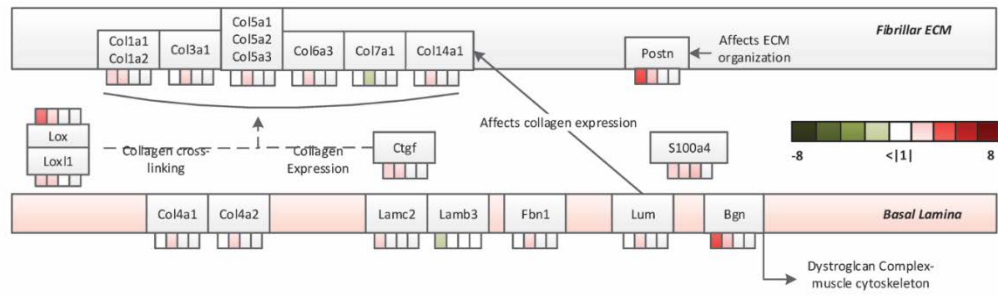 Fibrillar ECM
Col1a1
Col1a2
Col3a1
Col5a1
Col5a2
Col5a3
Col6a3
Col7a1
Col14a1
Postn
Affects ECM
organization
Lox
Loxl1
Collagen cross-
linking
Collagen
Expression
Ctgf
Affects collagen expression
S100a4
-8
<|1|
8
Col4a1
Col4a2
Lamc2
Lamb3
Fbn1
Lum
Bgn
Basal Lamina
Dystroglcan Complex-
muscle cytoskeleton